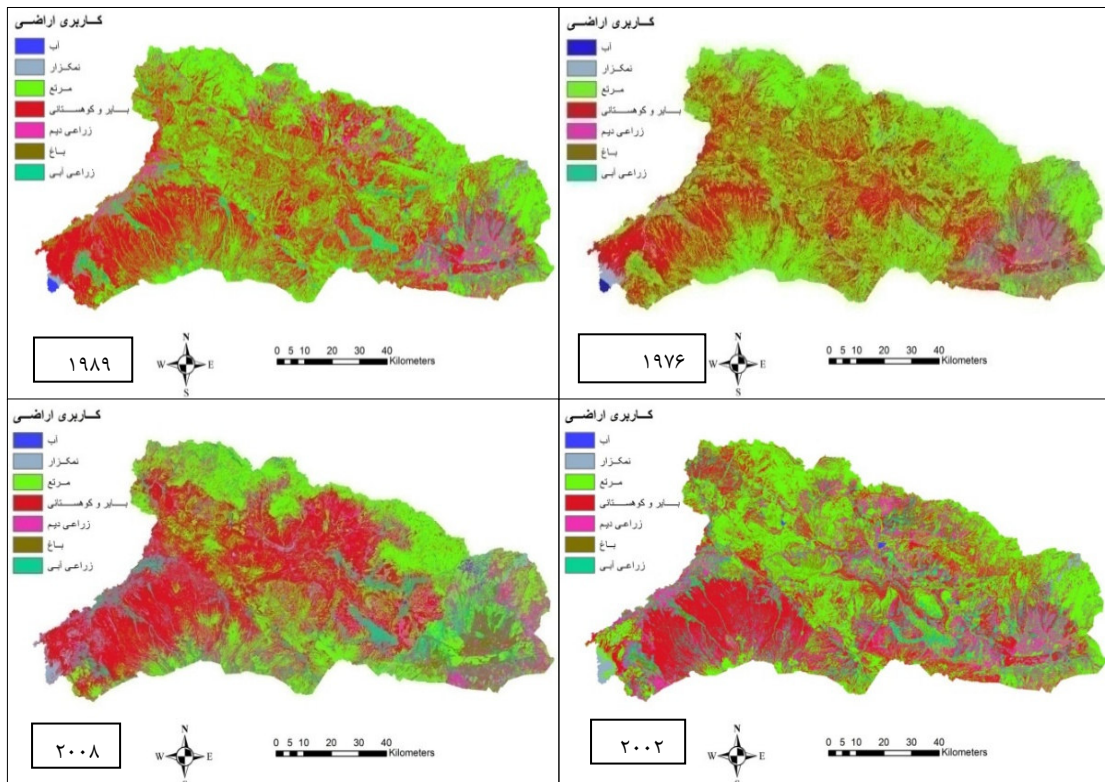 کاربری اراضی
آب
نمکزار
مرتع
بایر و کوهستانی
زراعی دیم
باغ
زراعی آبی
N
W E
S
0 5 10 20 30 40
Kilometers
۱۹۷۶
کاربری اراضی
آب
نمکزار
مرتع
بایر و کوهستانی
زراعی دیم
باغ
زراعی آبی
N
W E
S
0 5 10 20 30 40
Kilometers
۱۹۸۹
کاربری اراضی
آب
نمکزار
مرتع
بایر و کوهستانی
زراعی دیم
باغ
زراعی آبی
N
W E
S
0 5 10 20 30 40
Kilometers
۲۰۰۲
کاربری اراضی
آب
نمکزار
مرتع
بایر و کوهستانی
زراعی دیم
باغ
زراعی آبی
N
W E
S
0 5 10 20 30 40
Kilometers
۲۰۰۸